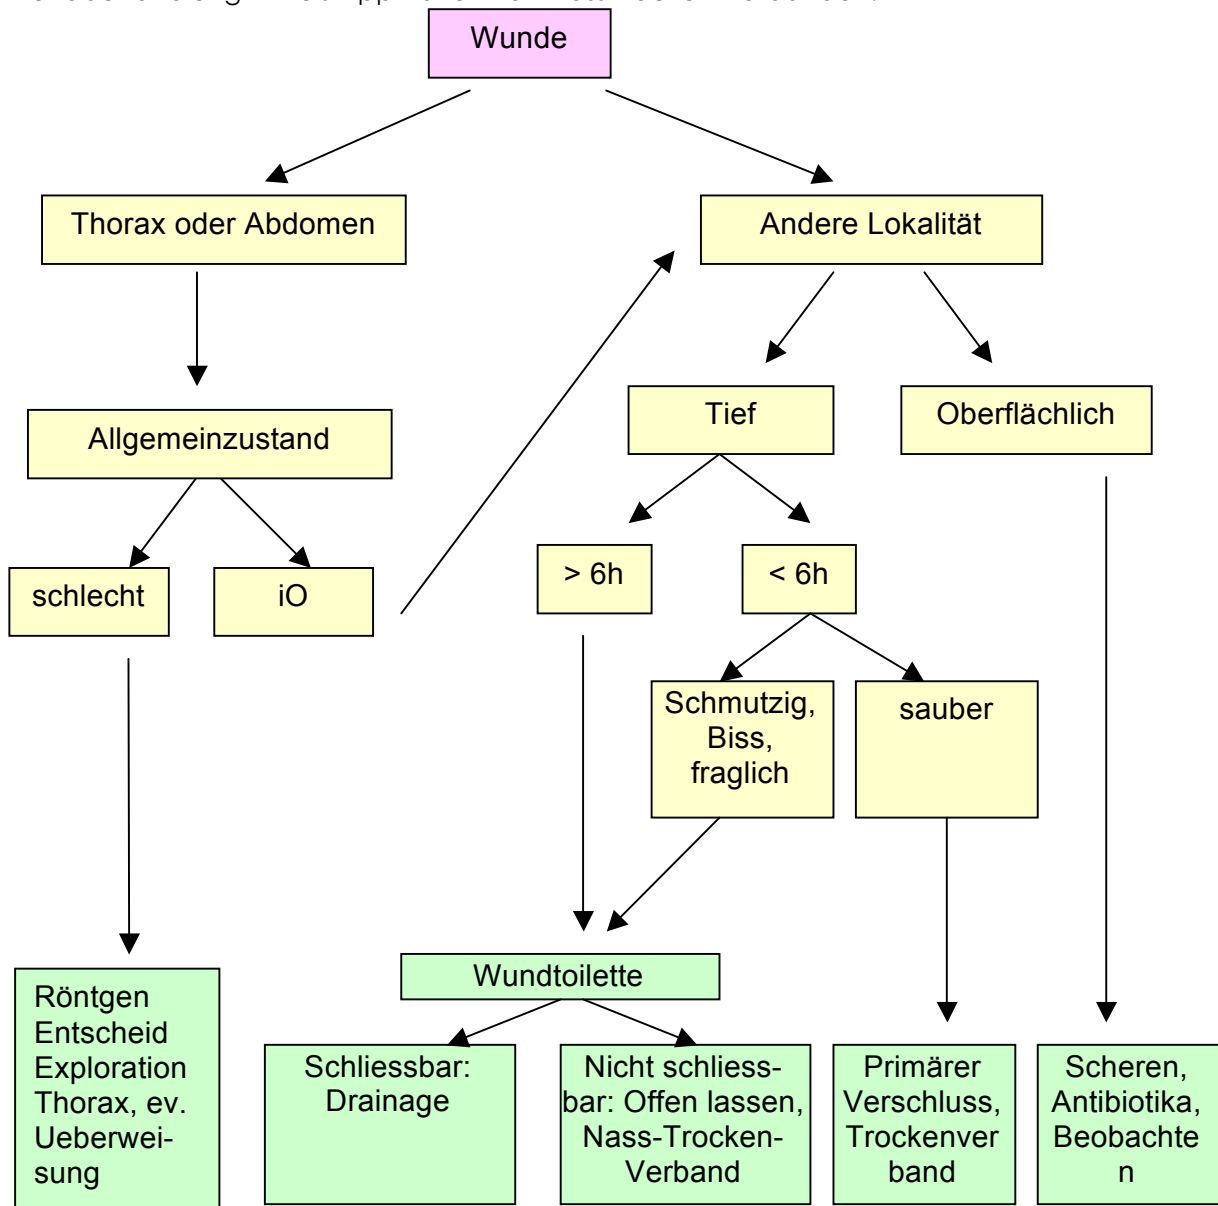 Wunde
Thorax oder Abdomen
Andere Lokalität
Tief
Oberflächlich
Allgemeinzustand
schlecht
iO
> 6h
< 6h
Schmutzig,
Biss,
fraglich
sauber
Wundtoilette
Röntgen
Entscheid
Exploration
Thorax, ev.
Ueberwei-
sung
Schliessbar:
Drainage
Nicht schliess-
bar: Offen lassen,
Nass-Trocken-
Verband
Primärer
Verschluss,
Trockenver
band
Scheren,
Antibiotika,
Beobachte
n